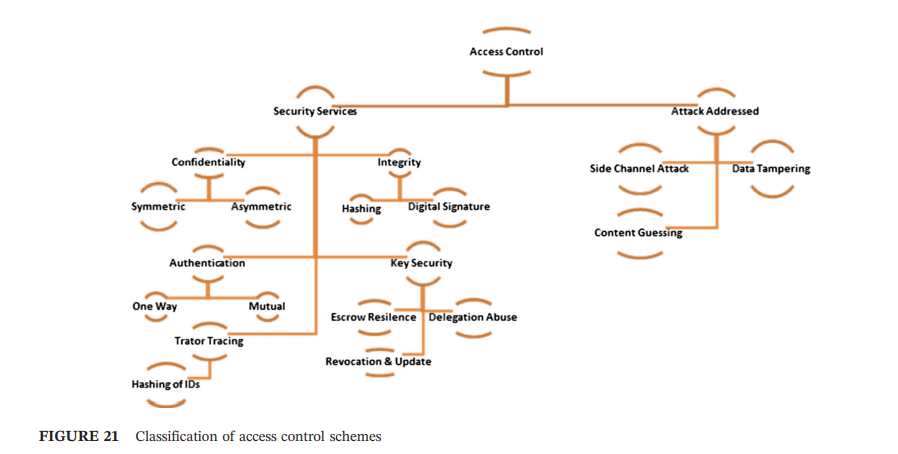 Access Control
Security Services
Attack Addressed
Confidentiality
Integrity
Side Channel Attack
Data Tampering
Symmetric
Asymmetric
Hashing
Digital Signature
Content Guessing
Authentication
Key Security
One Way
Mutual
Escrow Resilence
Delegation Abuse
Trator Tracing
Revocation & Update
Hashing of IDs
FIGURE 21 Classification of access control schemes